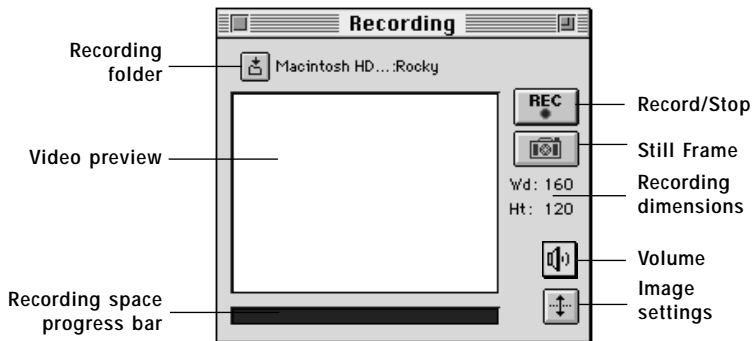 Recording
Recording
folder
Macintosh HD...:Rocky
REC
Record/Stop
Video preview
Still Frame
Wd: 160
Ht: 120
Recording
dimensions
Volume
Image
settings
Recording space
progress bar